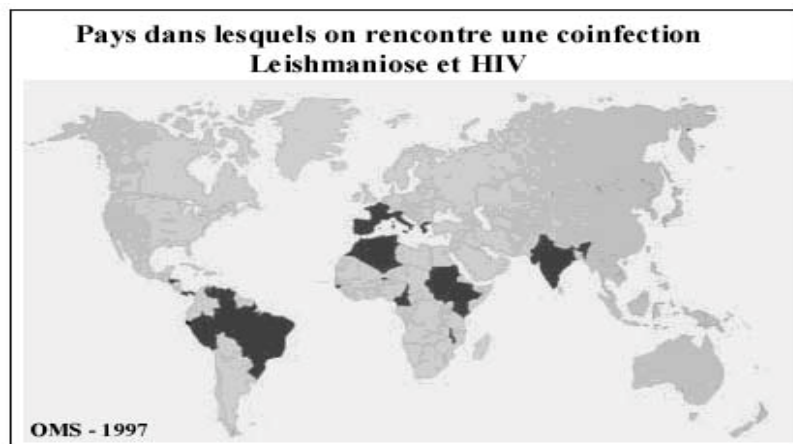 Pays dans lesquels on rencontre une coinfection
Leishmaniose et HIV
OMS - 1997